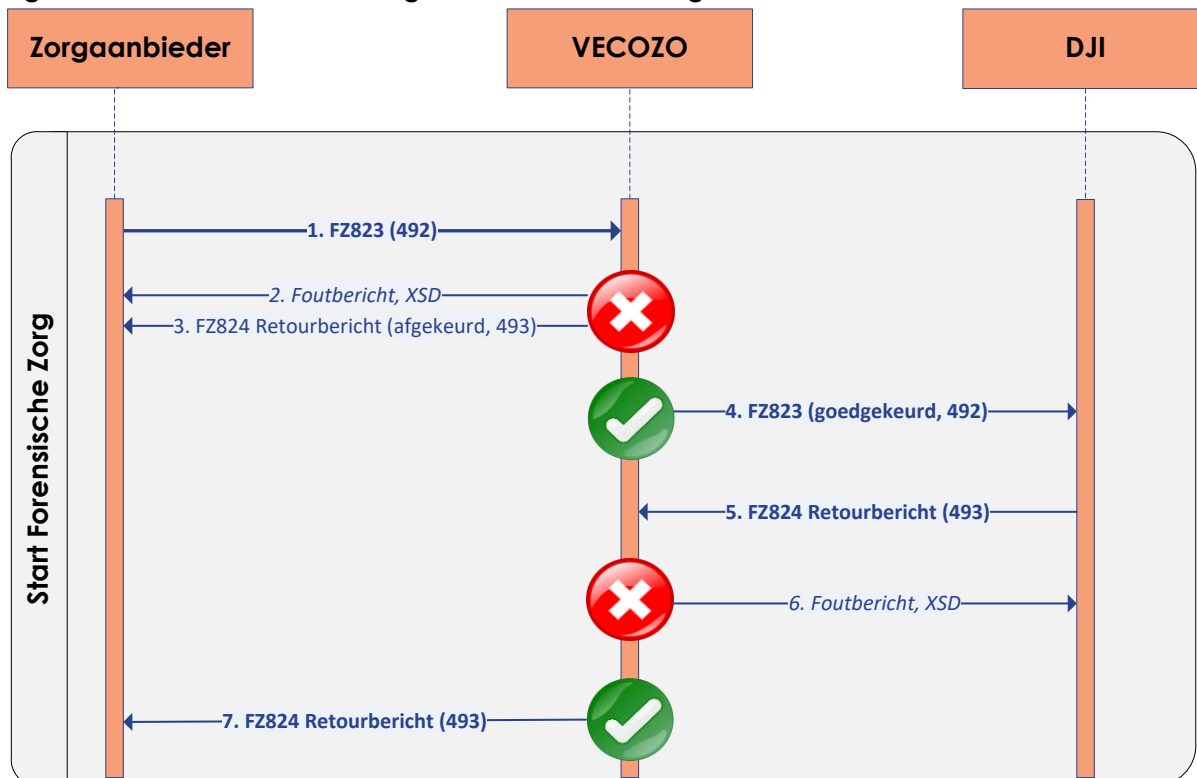 Zorgaanbieder
VECOZO
DJI
Start Forensische Zorg
1. FZ823 (492)
2. Foutbericht, XSD
3. FZ824 Retourbericht (afgekeurd, 493)
4. FZ823 (goedgekeurd, 492)
5. FZ824 Retourbericht (493)
6. Foutbericht, XSD
7. FZ824 Retourbericht (493)